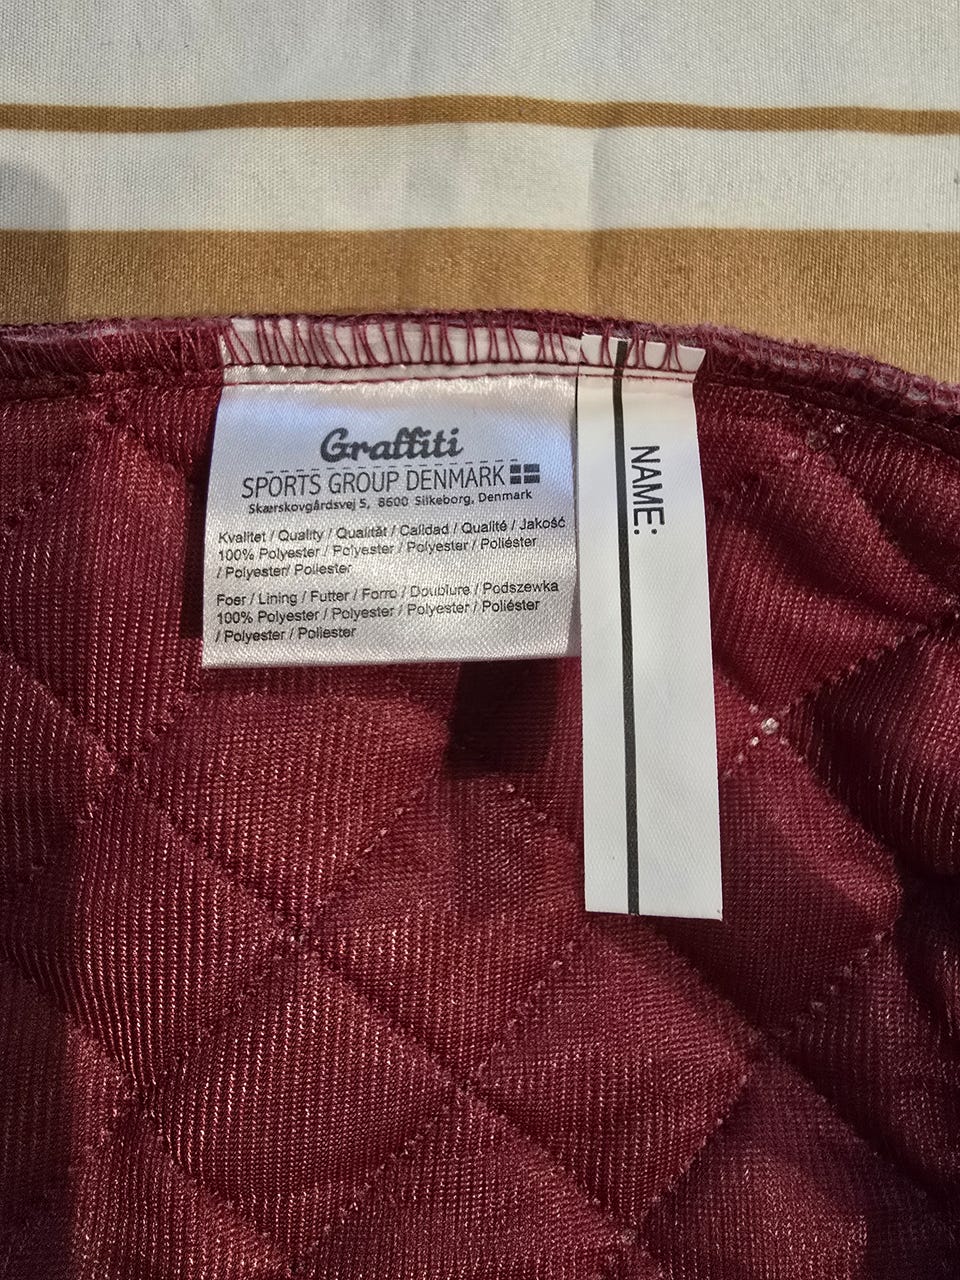 Graffiti
SPORTS GROUP DENMARK
Skærskovgårdsvej 5, 8600 Silkeborg, Denmark
Kvalitet / Quality / Qualität / Calidad / Qualité / Jakość
100% Polyester / Polyester / Polyester / Poliéster
/ Polyester/ Poliester
Foer / Lining / Futter / Forro / Doublure / Podszewka
100% Polyester / Polyester / Polyester / Poliéster
/ Polyester / Poliester
NAME: